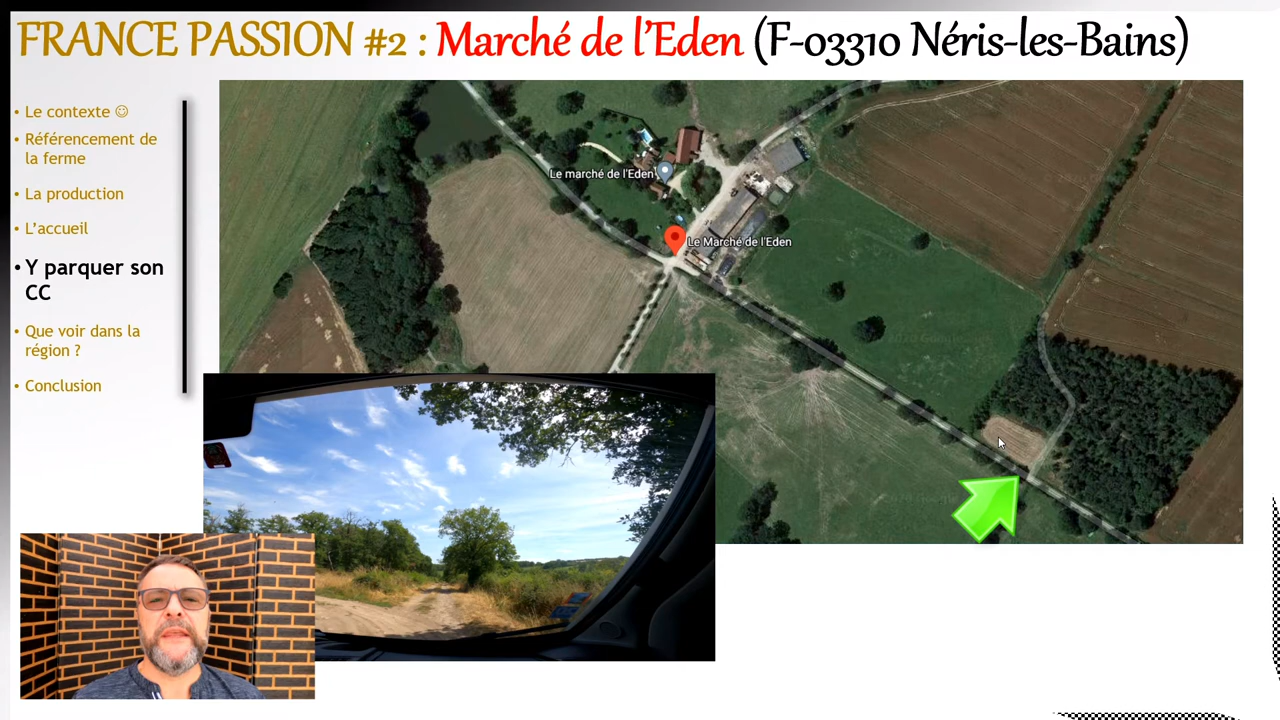 FRANCE PASSION #2 : Marché de l'Eden (F-03310 Néris-les-Bains)
• Le contexte ☺
• Référencement de
la ferme
• La production
• L'accueil
• Y parquer son
CC
• Que voir dans la
région ?
• Conclusion
Le marché de l'Eden
Le Marché de l'Eden